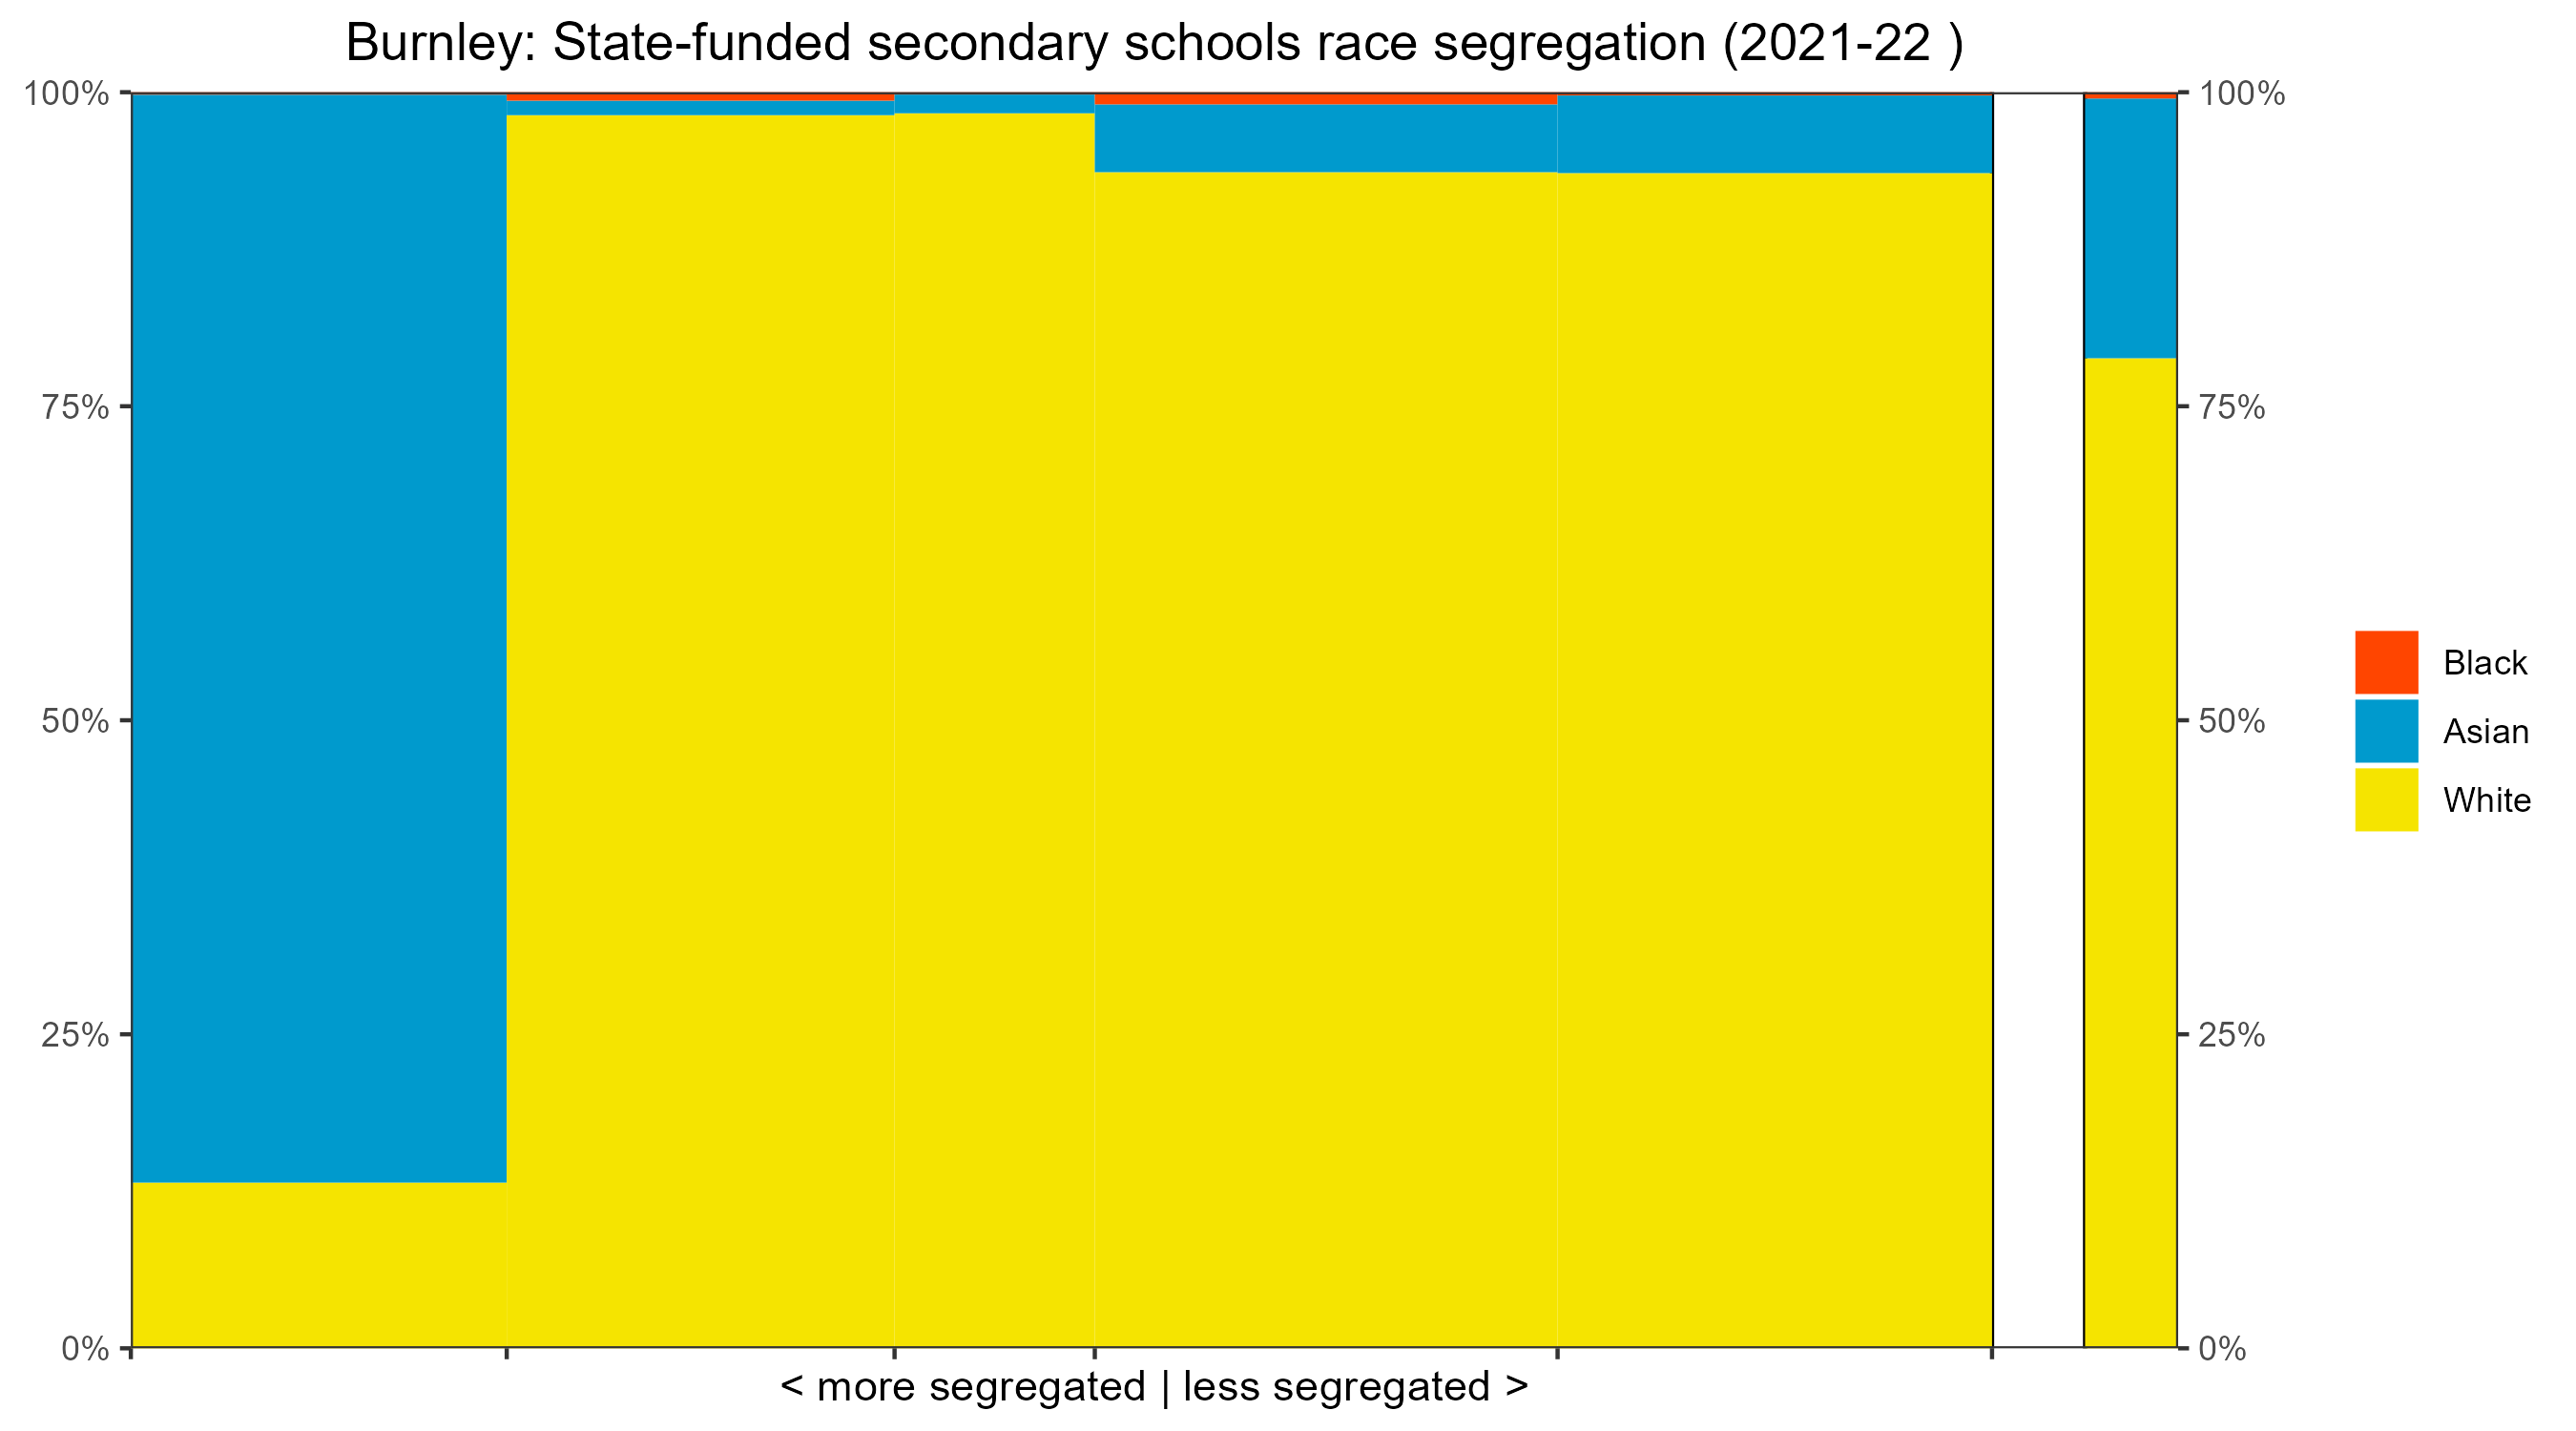 Burnley: State-funded secondary schools race segregation (2021-22 )
100%
75%
50%
25%
0%
100%
75%
50%
25%
0%
Black
Asian
White
< more segregated | less segregated >